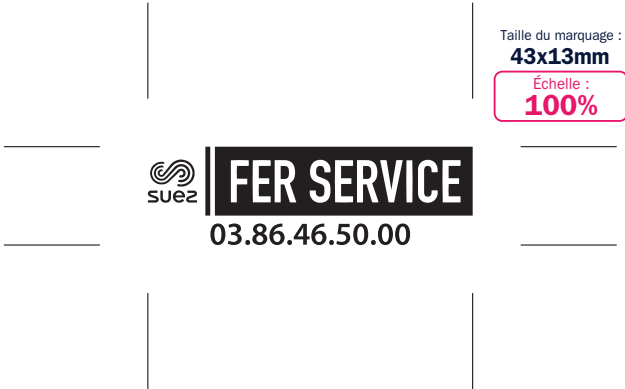 Taille du marquage :
43x13mm
Échelle :
100%
suez
FER SERVICE
03.86.46.50.00